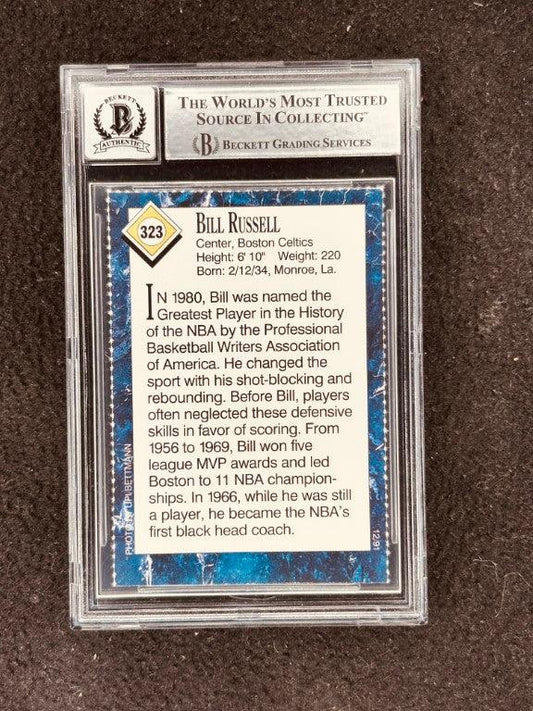 BECKETT
B
AUTHENTIC
THE WORLD'S MOST TRUSTED
SOURCE IN COLLECTING™
B BECKETT GRADING SERVICES
323
BILL RUSSELL
Center, Boston Celtics
Height: 6' 10" Weight: 220
Born: 2/12/34, Monroe, La.
IN 1980, Bill was named the
Greatest Player in the History
of the NBA by the Professional
Basketball Writers Association
of America. He changed the
sport with his shot-blocking and
rebounding. Before Bill, players
often neglected these defensive
skills in favor of scoring. From
1956 to 1969, Bill won five
league MVP awards and led
Boston to 11 NBA champion-
ships. In 1966, while he was still
a player, he became the NBA's
first black head coach.
UPI/BETTMANN
12/91